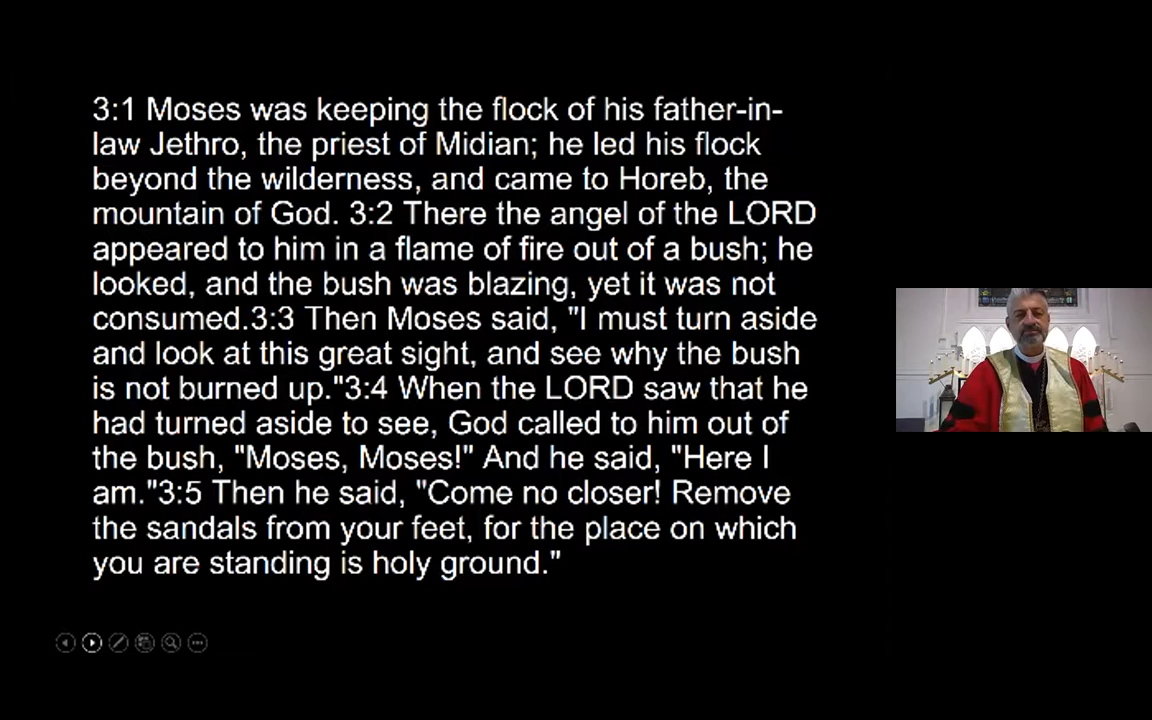 3:1 Moses was keeping the flock of his father-in-
law Jethro, the priest of Midian; he led his flock
beyond the wilderness, and came to Horeb, the
mountain of God. 3:2 There the angel of the LORD
appeared to him in a flame of fire out of a bush; he
looked, and the bush was blazing, yet it was not
consumed.3:3 Then Moses said, "I must turn aside
and look at this great sight, and see why the bush
is not burned up."3:4 When the LORD saw that he
had turned aside to see, God called to him out of
the bush, "Moses, Moses!" And he said, "Here I
am."3:5 Then he said, "Come no closer! Remove
the sandals from your feet, for the place on which
you are standing is holy ground."